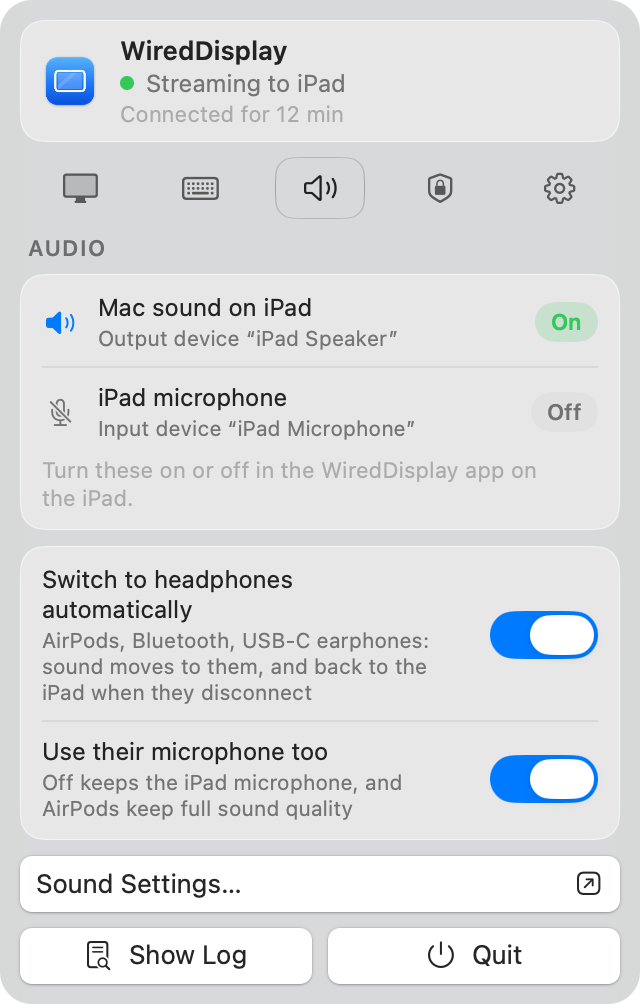 WiredDisplay
Streaming to iPad
Connected for 12 min
AUDIO
Mac sound on iPad
Output device “iPad Speaker”
On
iPad microphone
Input device “iPad Microphone”
Off
Turn these on or off in the WiredDisplay app on
the iPad.
Switch to headphones
automatically
AirPods, Bluetooth, USB-C earphones:
sound moves to them, and back to the
iPad when they disconnect
Use their microphone too
Off keeps the iPad microphone, and
AirPods keep full sound quality
Sound Settings...
Show Log
Quit